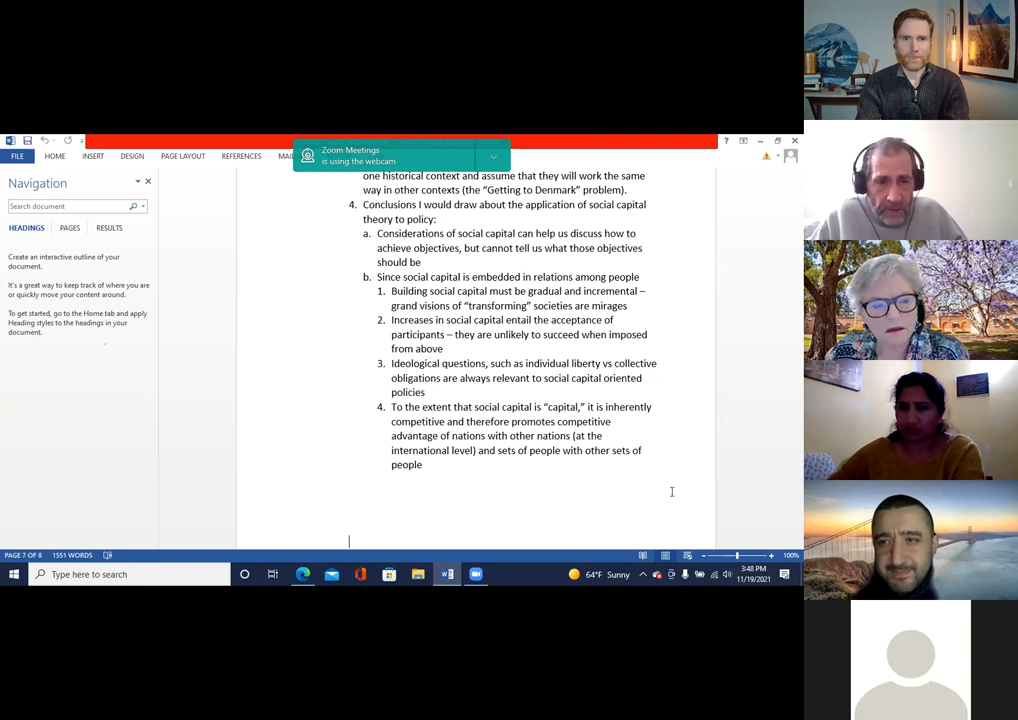 Zoom Meetings
is using the webcam
FILE HOME INSERT DESIGN PAGE LAYOUT REFERENCES MAI
Navigation
Search document
HEADINGS PAGES RESULTS
Create an interactive outline of your
document.
It's a great way to keep track of where you are
or quickly move your content around.
To get started, go to the Home tab and apply
Heading styles to the headings in your
document.
one historical context and assume that they will work the same
way in other contexts (the “Getting to Denmark” problem).
4. Conclusions I would draw about the application of social capital
theory to policy:
a. Considerations of social capital can help us discuss how to
achieve objectives, but cannot tell us what those objectives
should be
b. Since social capital is embedded in relations among people
1. Building social capital must be gradual and incremental –
grand visions of “transforming” societies are mirages
2. Increases in social capital entail the acceptance of
participants – they are unlikely to succeed when imposed
from above
3. Ideological questions, such as individual liberty vs collective
obligations are always relevant to social capital oriented
policies
4. To the extent that social capital is “capital,” it is inherently
competitive and therefore promotes competitive
advantage of nations with other nations (at the
international level) and sets of people with other sets of
people
PAGE 7 OF 8 1551 WORDS 100%
Type here to search
64°F Sunny
3:48 PM
11/19/2021